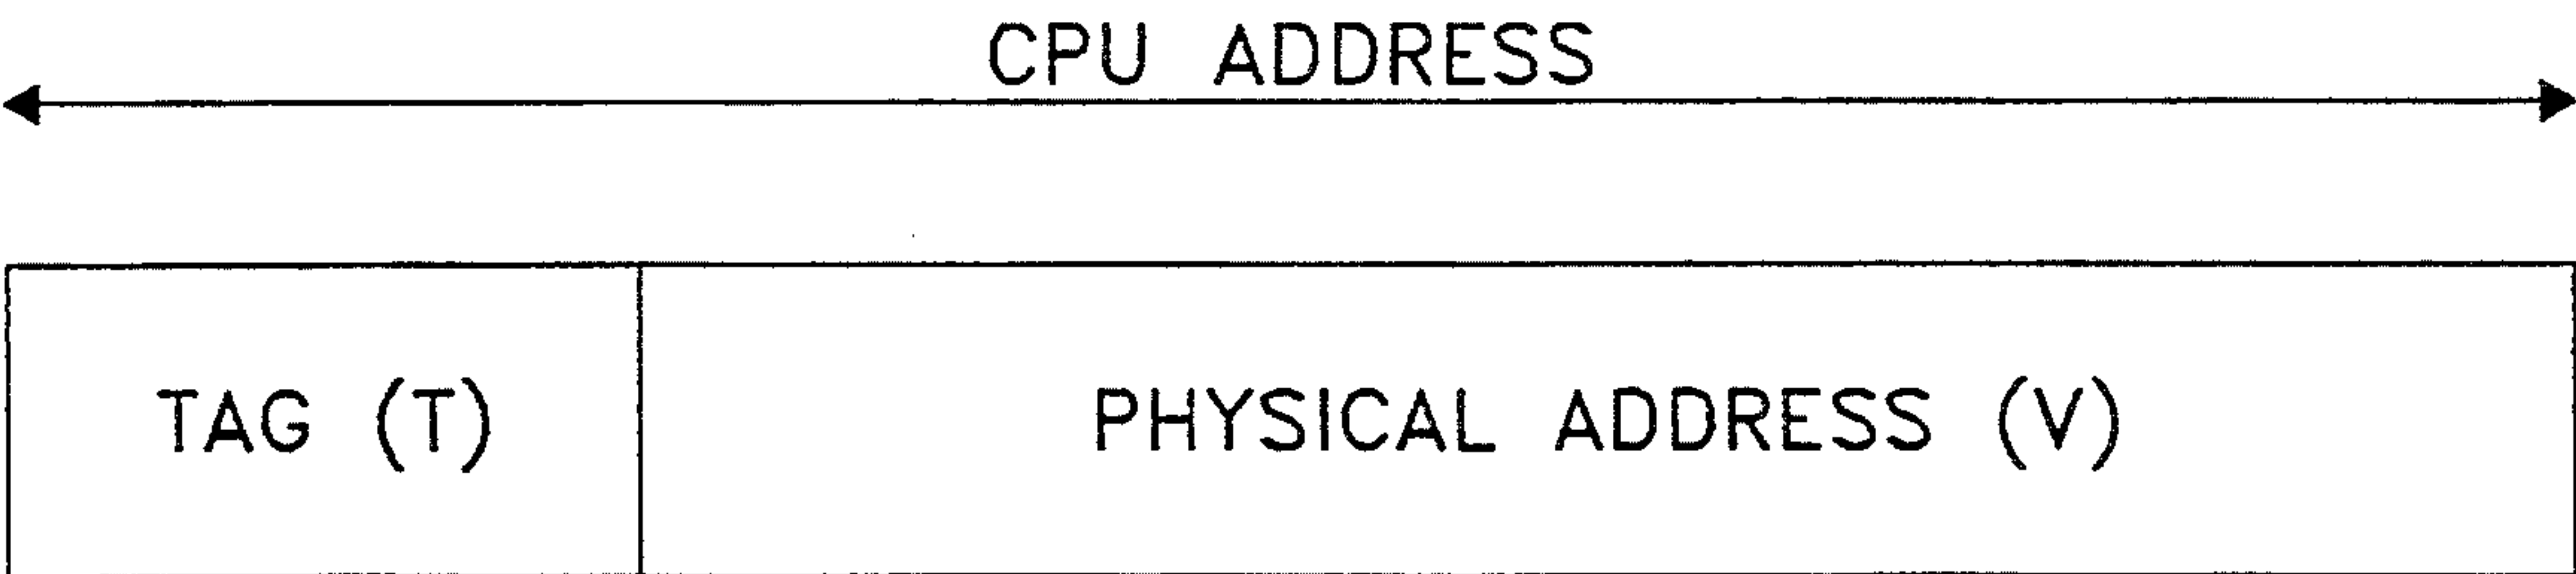 CPU ADDRESS
TAG (T) PHYSICAL ADDRESS (V)